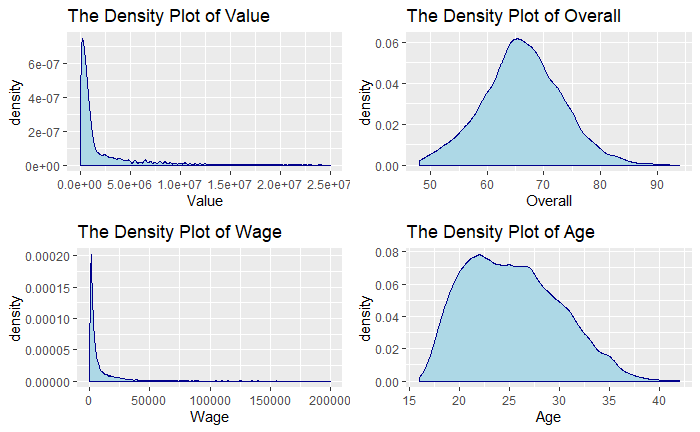 The Density Plot of Value
density
6e-07
4e-07
2e-07
0e+00
0.0e+00 5.0e+06 1.0e+07 1.5e+07 2.0e+07 2.5e+07
Value
The Density Plot of Overall
density
0.06
0.04
0.02
0.00
50 60 70 80 90
Overall
The Density Plot of Wage
density
0.00020
0.00015
0.00010
0.00005
0.00000
0 50000 100000 150000 200000
Wage
The Density Plot of Age
density
0.08
0.06
0.04
0.02
0.00
15 20 25 30 35 40
Age